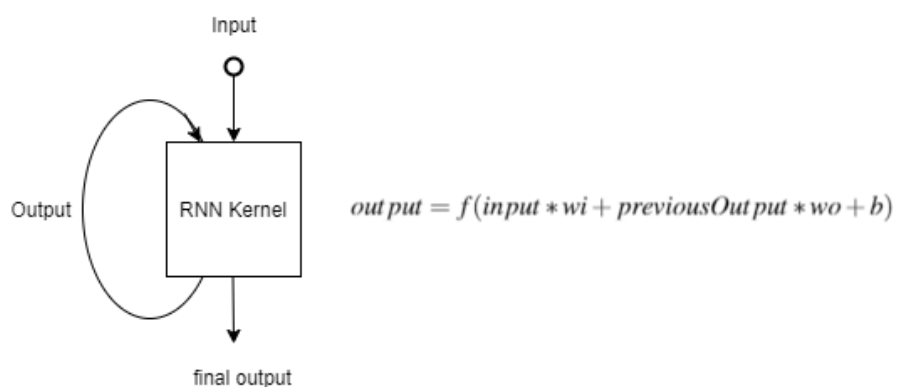 Input
Output
RNN Kernel
output = f(input * wi + previousOutput * wo + b)
final output